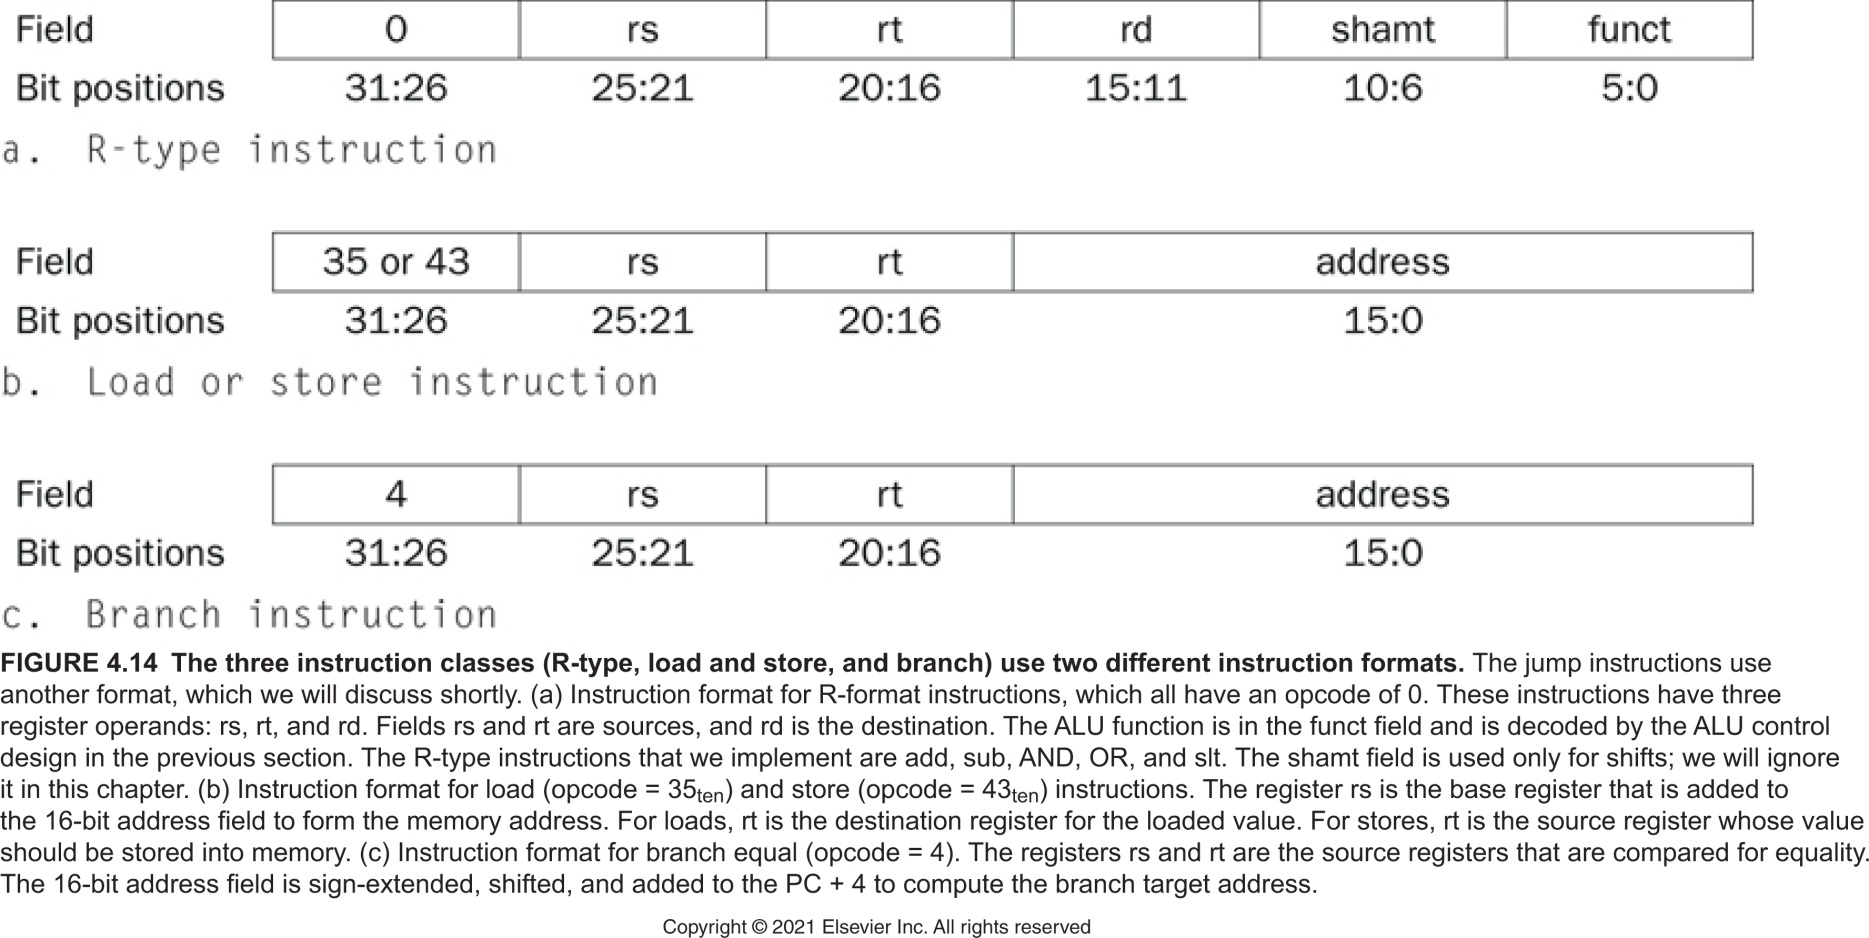 Field 0 rs rt rd shamt funct
Bit positions 31:26 25:21 20:16 15:11 10:6 5:0
a. R-type instruction
Field 35 or 43 rs rt address
Bit positions 31:26 25:21 20:16 15:0
b. Load or store instruction
Field 4 rs rt address
Bit positions 31:26 25:21 20:16 15:0
c. Branch instruction
FIGURE 4.14 The three instruction classes (R-type, load and store, and branch) use two different instruction formats. The jump instructions use
another format, which we will discuss shortly. (a) Instruction format for R-format instructions, which all have an opcode of 0. These instructions have three
register operands: rs, rt, and rd. Fields rs and rt are sources, and rd is the destination. The ALU function is in the funct field and is decoded by the ALU control
design in the previous section. The R-type instructions that we implement are add, sub, AND, OR, and slt. The shamt field is used only for shifts; we will ignore
it in this chapter. (b) Instruction format for load (opcode = 35ten) and store (opcode = 43ten) instructions. The register rs is the base register that is added to
the 16-bit address field to form the memory address. For loads, rt is the destination register for the loaded value. For stores, rt is the source register whose value
should be stored into memory. (c) Instruction format for branch equal (opcode = 4). The registers rs and rt are the source registers that are compared for equality.
The 16-bit address field is sign-extended, shifted, and added to the PC + 4 to compute the branch target address.
Copyright © 2021 Elsevier Inc. All rights reserved